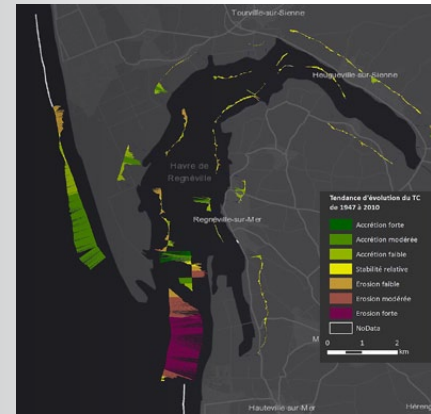 Tourville-sur-Sienne
Heugueville-sur-Sienne
Havre de
Regnéville
Regnéville-sur-Mer
Tendance d'évolution du TC
de 1947 à 2010
Accrétion forte
Accrétion modérée
Accrétion faible
Stabilité relative
Erosion faible
Erosion modérée
Erosion forte
NoData
0 1 2
km
M
Hauteville-sur-Mer
Héreng